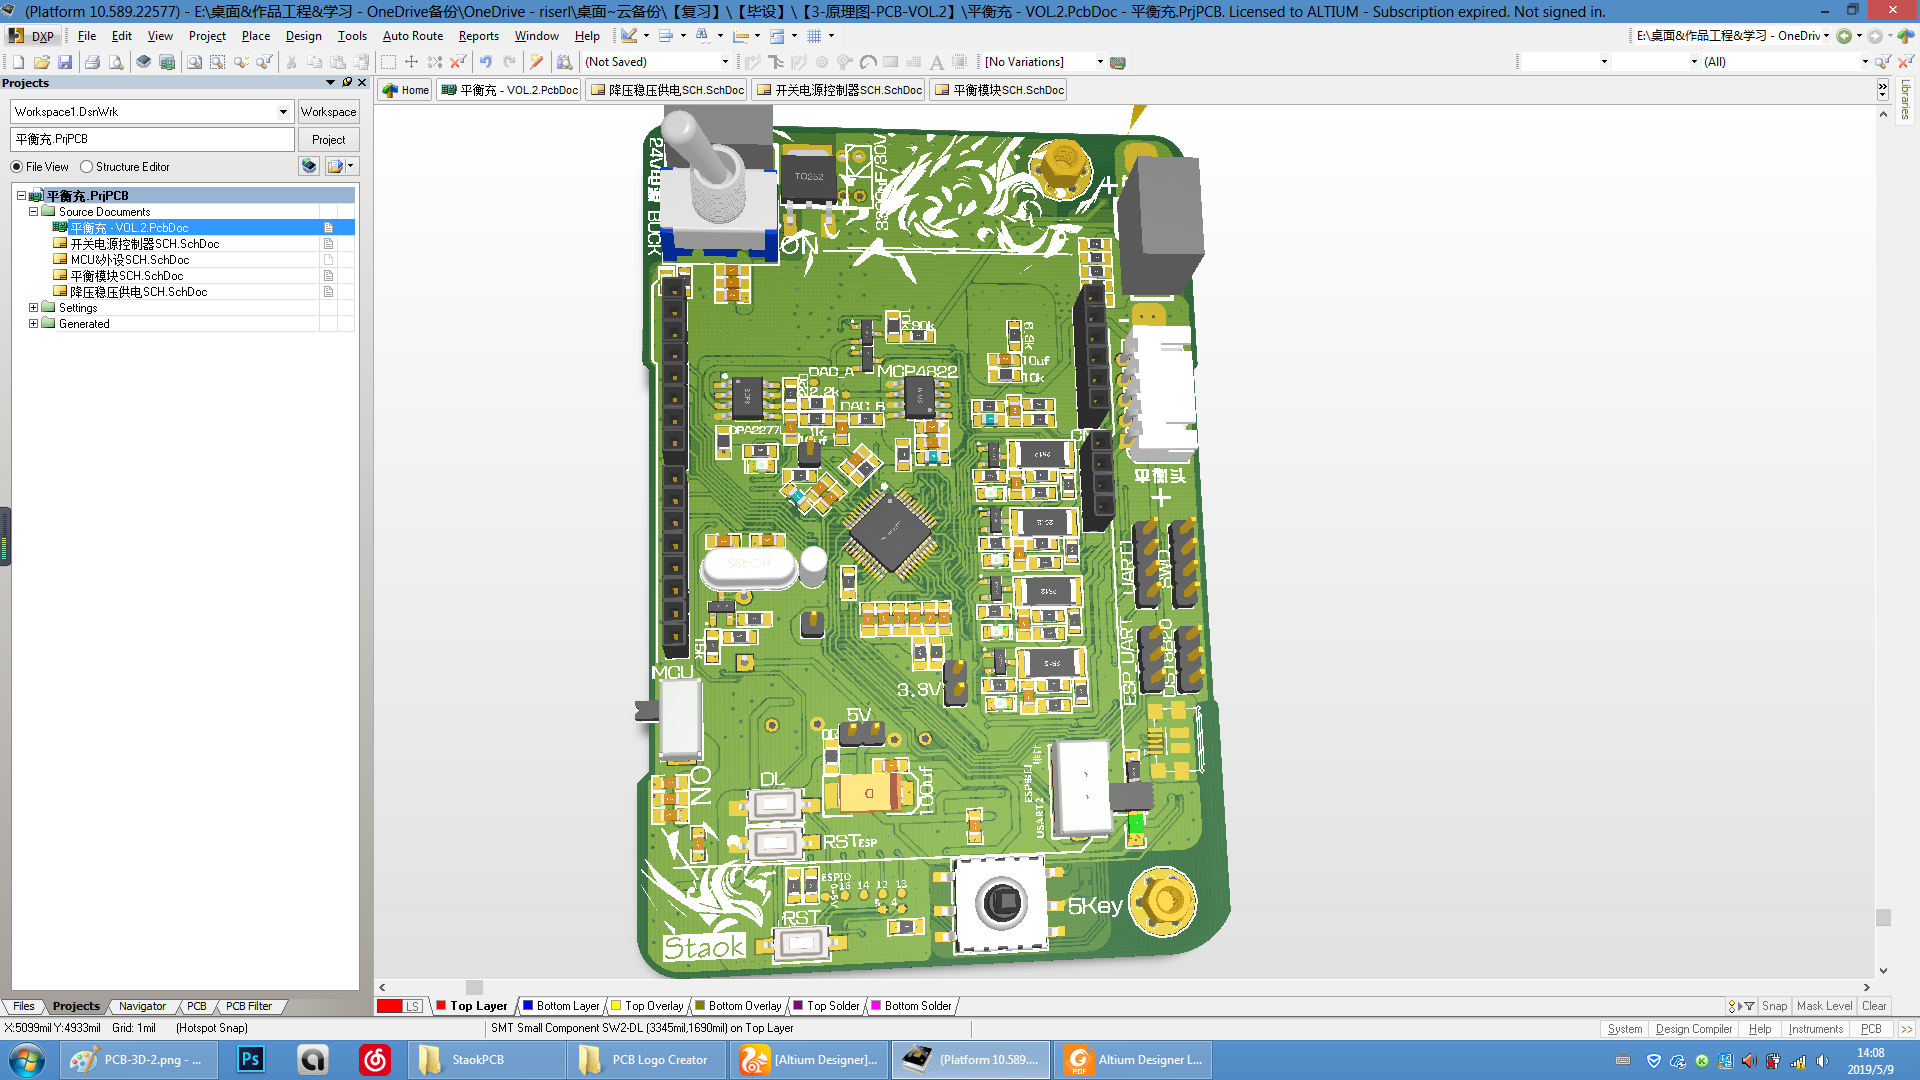 (Platform 10.589.22577) - E:\桌面&作品工程&学习 - OneDrive备份\OneDrive - riserl\桌面~云备份\【复习】\【毕设】\【3-原理图-PCB-VOL.2】\平衡充 - VOL.2.PcbDoc - 平衡充.PrjPCB. Licensed to ALTIUM - Subscription expired. Not signed in.
DXP File Edit View Project Place Design Tools Auto Route Reports Window Help E:\桌面&作品工程&学习 - OneDriv
(Not Saved) [No Variations] (All)
Projects
Home 平衡充 - VOL.2.PcbDoc 降压稳压供电SCH.SchDoc 开关电源控制器SCH.SchDoc 平衡模块SCH.SchDoc
Libraries
Workspace1.DsnWrk Workspace
平衡充.PrjPCB Project
File View Structure Editor
平衡充.PrjPCB
Source Documents
平衡充 - VOL.2.PcbDoc
开关电源控制器SCH.SchDoc
MCU&外设SCH.SchDoc
平衡模块SCH.SchDoc
降压稳压供电SCH.SchDoc
Settings
Generated
BUCK
TO252
ON
+
6.9k
10uf
10k
DAC_A MCP4822
2.2k
DAC_B
OPA2277U
2512
2512
2512
2512
平衡头
+
UART1
SWD
HC-49S
ESP_UART
DS18B20
MCU
3.3V
5V
ON
DL
D
100uf
USART2
RST ESP
ESPIO
14 12 13
5 4
RST
5Key
Staok
LS Top Layer Bottom Layer Top Overlay Bottom Overlay Top Solder Bottom Solder Snap Mask Level Clear
Files Projects Navigator PCB PCB Filter
X:5099mil Y:4933mil Grid: 1mil (Hotspot Snap) SMT Small Component SW2-DL (3345mil,1690mil) on Top Layer
System Design Compiler Help Instruments PCB >>
PCB-3D-2.png - ... Ps StaokPCB PCB Logo Creator [Altium Designer]... (Platform 10.589.... Altium Designer L...
14:08
2019/5/9